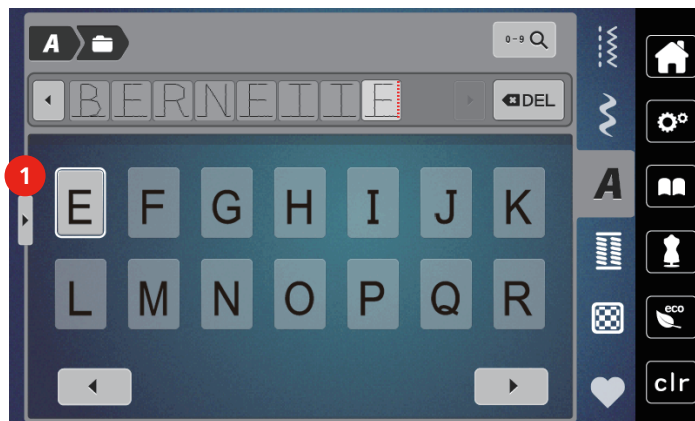 A
0-9
BERNETTE
DEL
1
A
E F G H I J K
L M N O P Q R
eco
clr